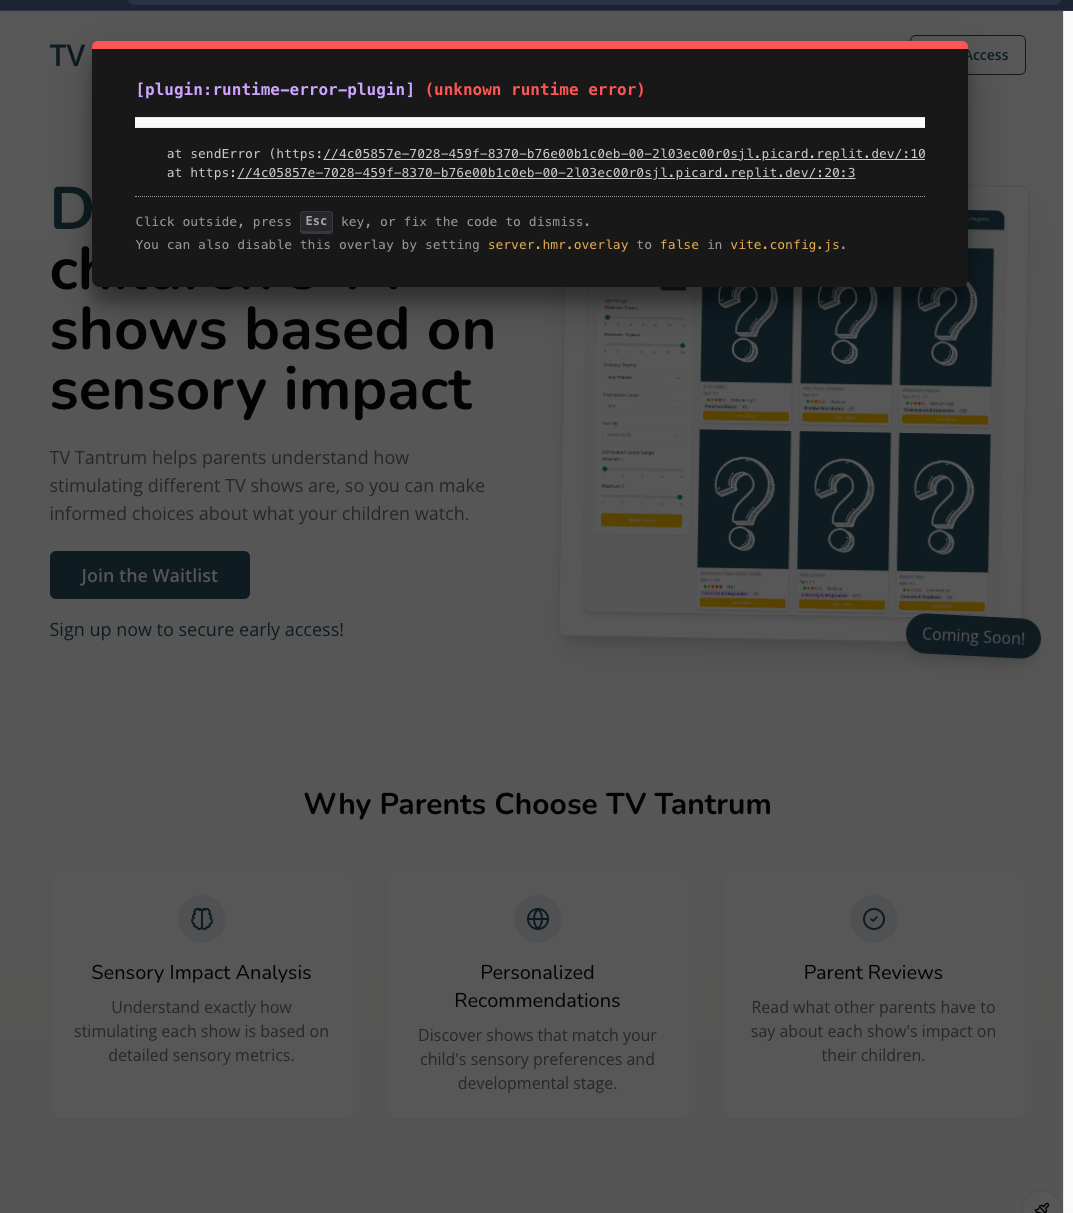 TV
Access
[plugin:runtime-error-plugin] (unknown runtime error)
at sendError (https://4c05857e-7028-459f-8370-b76e00b1c0eb-00-2l03ec00r0sjl.picard.replit.dev/:10
at https://4c05857e-7028-459f-8370-b76e00b1c0eb-00-2l03ec00r0sjl.picard.replit.dev/:20:3
Click outside, press Esc key, or fix the code to dismiss.
You can also disable this overlay by setting server.hmr.overlay to false in vite.config.js.
shows based on
sensory impact
TV Tantrum helps parents understand how
stimulating different TV shows are, so you can make
informed choices about what your children watch.
Join the Waitlist
Sign up now to secure early access!
Coming Soon!
Why Parents Choose TV Tantrum
Sensory Impact Analysis
Understand exactly how
stimulating each show is based on
detailed sensory metrics.
Personalized
Recommendations
Discover shows that match your
child's sensory preferences and
developmental stage.
Parent Reviews
Read what other parents have to
say about each show's impact on
their children.